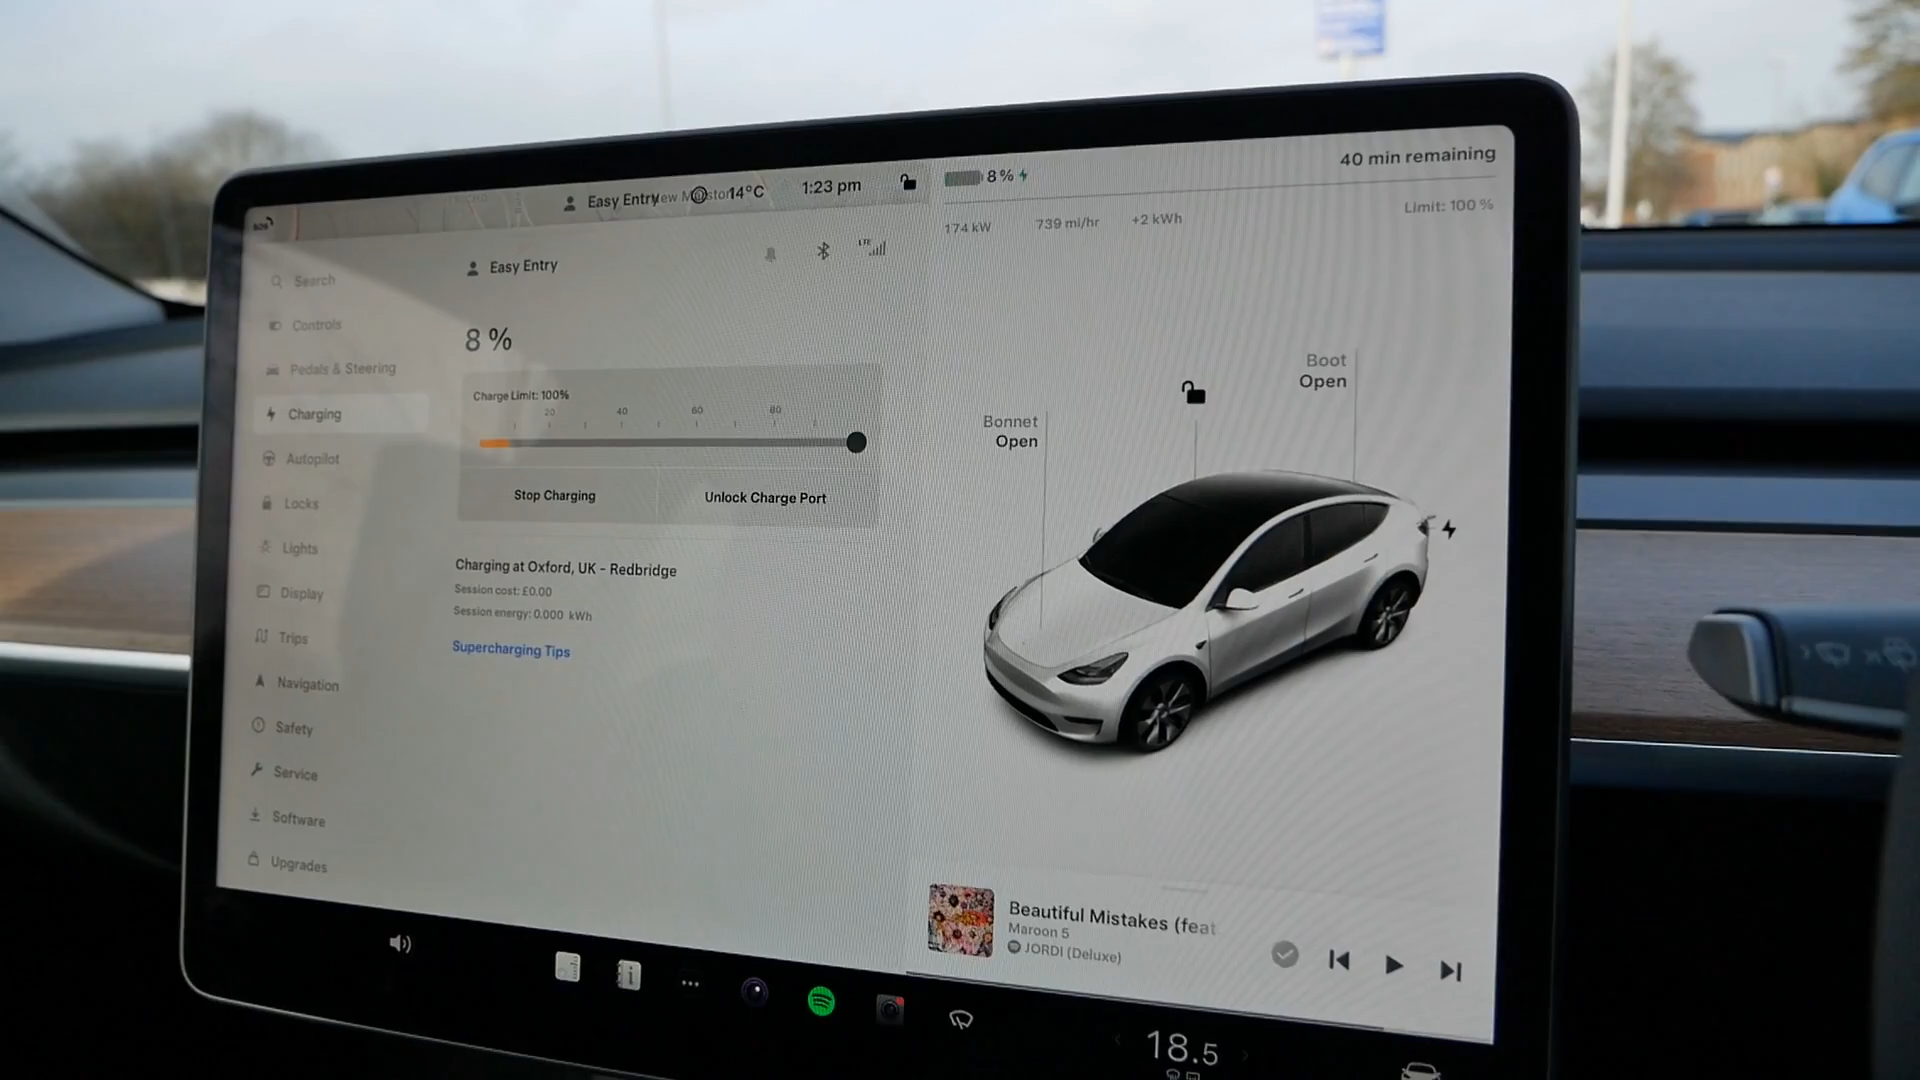 Easy Entry
14°C
1:23 pm
8 %
40 min remaining
174 kW
739 mi/hr
+2 kWh
Limit: 100 %
Easy Entry
LTE
Search
Controls
Pedals & Steering
Charging
Autopilot
Locks
Lights
Display
Trips
Navigation
Safety
Service
Software
Upgrades
8 %
Charge Limit: 100%
20 40 60 80
Stop Charging
Unlock Charge Port
Charging at Oxford, UK - Redbridge
Session cost: £0.00
Session energy: 0.000 kWh
Supercharging Tips
Boot
Open
Bonnet
Open
Beautiful Mistakes (feat
Maroon 5
JORDI (Deluxe)
18.5